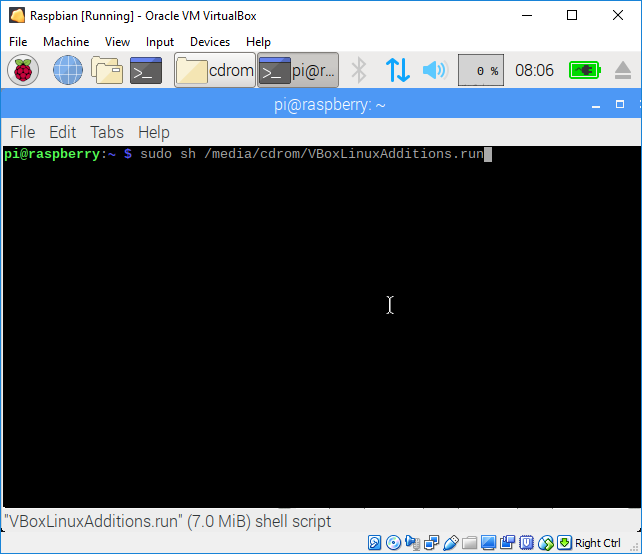 Raspbian [Running] - Oracle VM VirtualBox
File Machine View Input Devices Help
cdrom pi@r... 0 % 08:06
pi@raspberry: ~
File Edit Tabs Help
pi@raspberry:~ $ sudo sh /media/cdrom/VBoxLinuxAdditions.run
"VBoxLinuxAdditions.run" (7.0 MiB) shell script
Right Ctrl